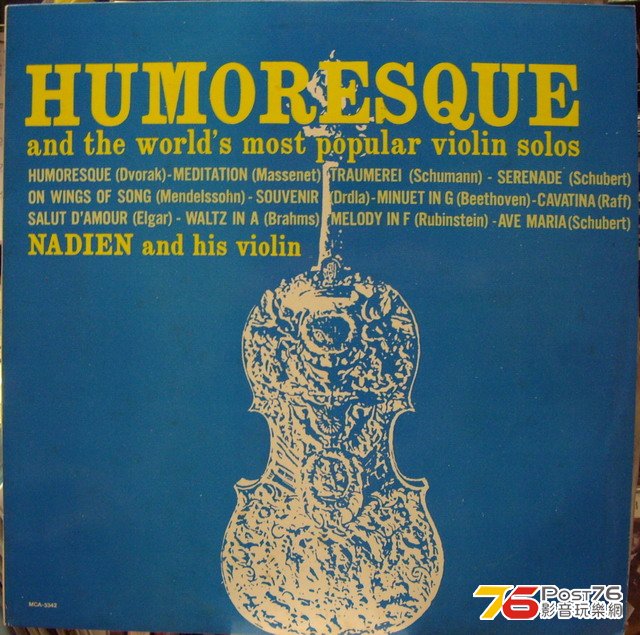 HUMORESQUE
and the world's most popular violin solos
HUMORESQUE (Dvorak)-MEDITATION (Massenet) TRAUMEREI (Schumann) - SERENADE (Schubert)
ON WINGS OF SONG (Mendelssohn) - SOUVENIR (Drdla)-MINUET IN G (Beethoven)-CAVATINA (Raff)
SALUT D'AMOUR (Elgar) - WALTZ IN A (Brahms) MELODY IN F (Rubinstein) -AVE MARIA (Schubert)
NADIEN and his violin
MCA-3342
76 Post76
影音玩樂網